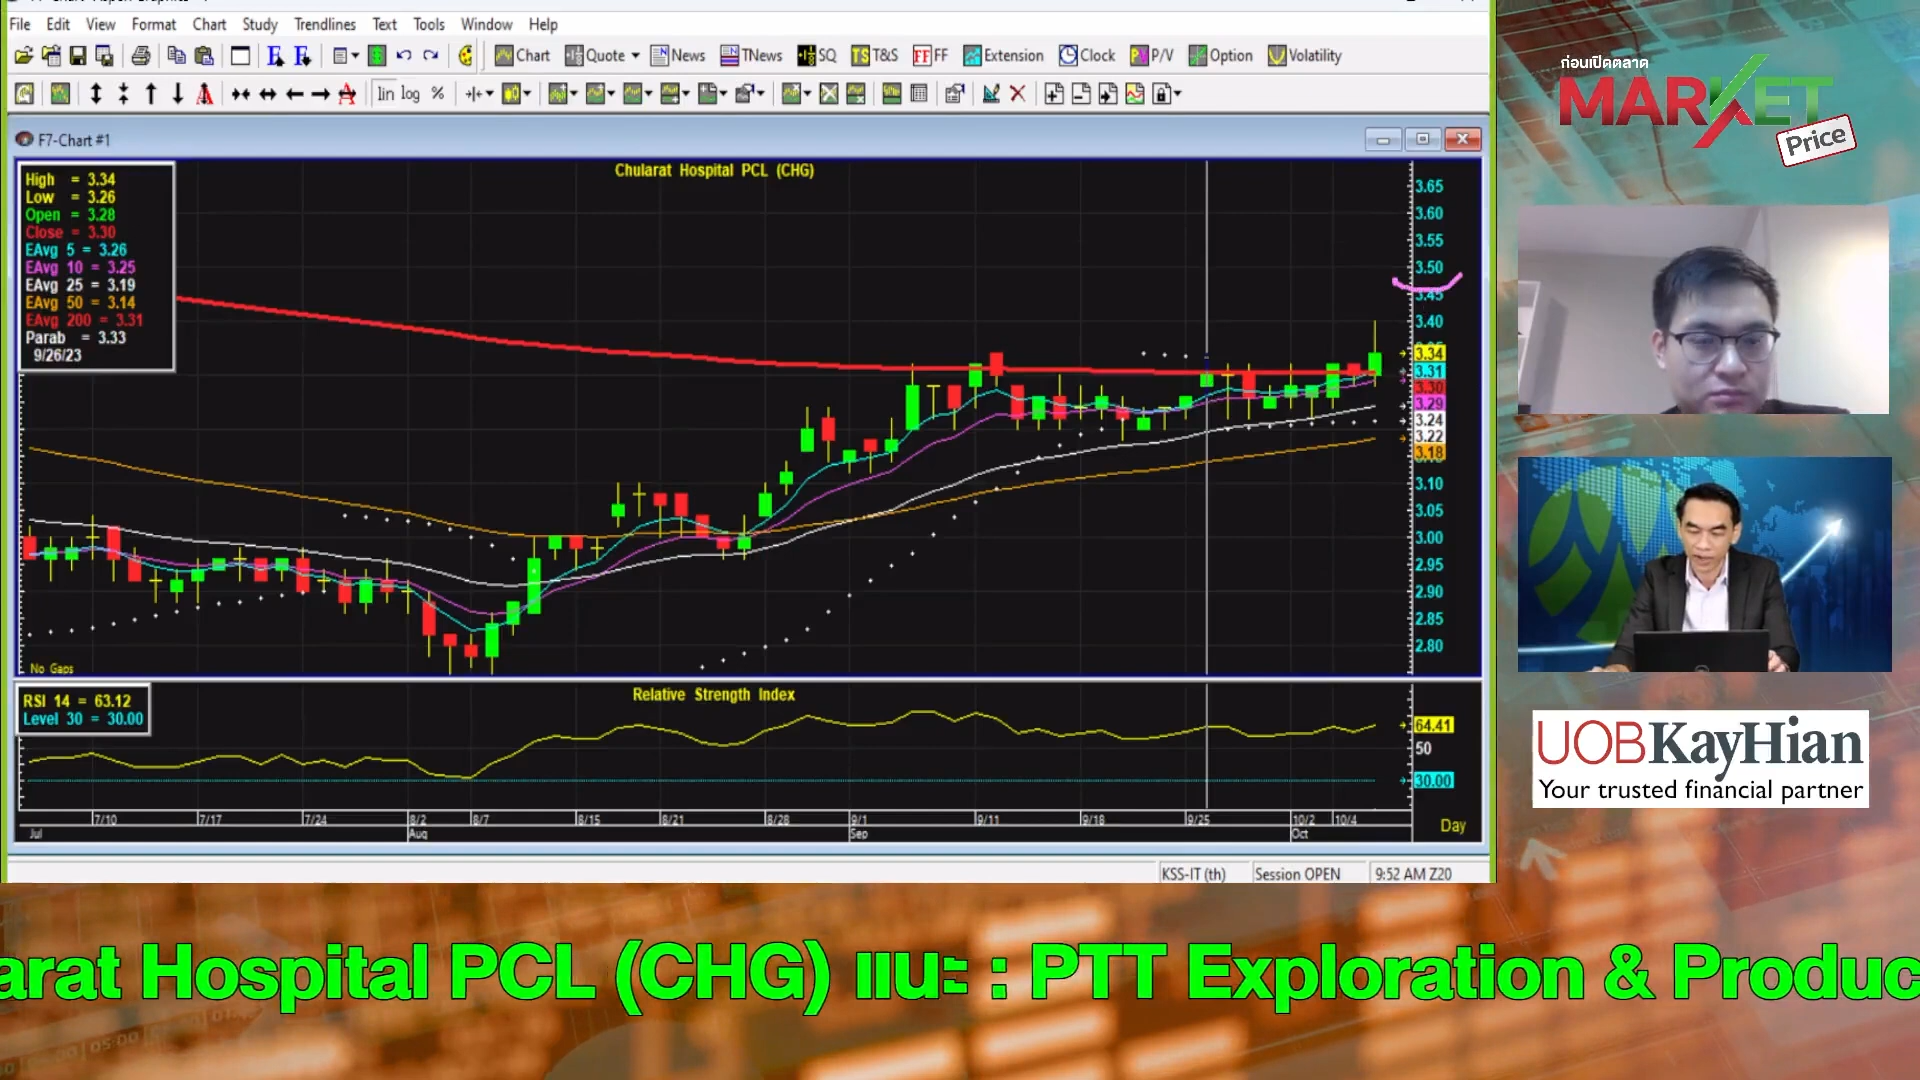 File Edit View Format Chart Study Trendlines Text Tools Window Help
Chart Quote News TNews SQ T&S FF Extension Clock P/V Option Volatility
lin log %
F7-Chart #1
Chularat Hospital PCL (CHG)
High = 3.34
Low = 3.26
Open = 3.28
Close = 3.30
EAvg 5 = 3.26
EAvg 10 = 3.25
EAvg 25 = 3.19
EAvg 50 = 3.14
EAvg 200 = 3.31
Parab = 3.33
9/26/23
3.65
3.60
3.55
3.50
3.45
3.40
3.34
3.31
3.30
3.29
3.24
3.22
3.18
3.10
3.05
3.00
2.95
2.90
2.85
2.80
No Gaps
RSI 14 = 63.12
Level 30 = 30.00
Relative Strength Index
64.41
50
30.00
7/10 7/17 7/24 8/2 8/7 8/15 8/21 8/28 9/1 9/11 9/18 9/25 10/2 10/4
Jul Aug Sep Oct
Day
KSS-IT (th) Session OPEN 9:52 AM Z20
ก่อนเปิดตลาด
MARKET
Price
UOBKayHian
Your trusted financial partner
arat Hospital PCL (CHG) แนะ : PTT Exploration & Produc